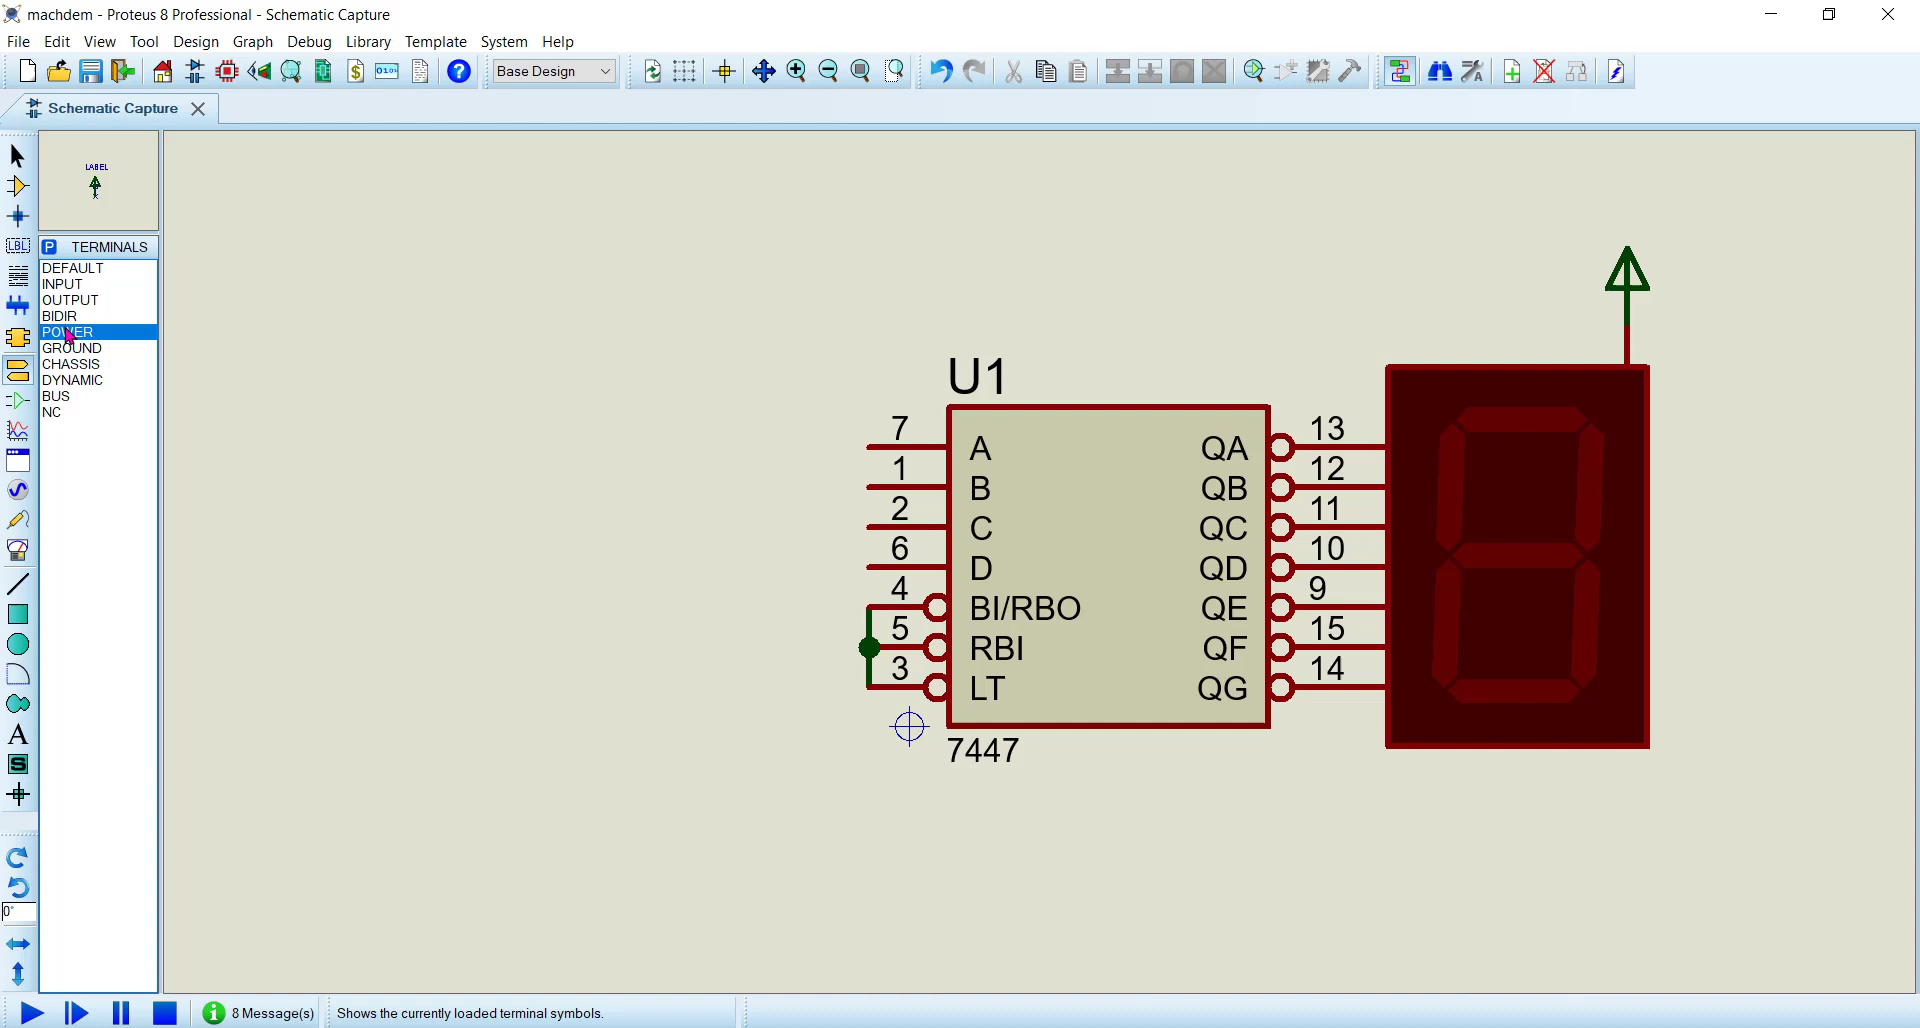 machdem - Proteus 8 Professional - Schematic Capture
File Edit View Tool Design Graph Debug Library Template System Help
Base Design
Schematic Capture
LABEL
LBL
P TERMINALS
DEFAULT
INPUT
OUTPUT
BIDIR
POWER
GROUND
CHASSIS
DYNAMIC
BUS
NC
A
S
0°
U1
7 A QA 13
1 B QB 12
2 C QC 11
6 D QD 10
4 BI/RBO QE 9
5 RBI QF 15
3 LT QG 14
7447
8 Message(s)
Shows the currently loaded terminal symbols.